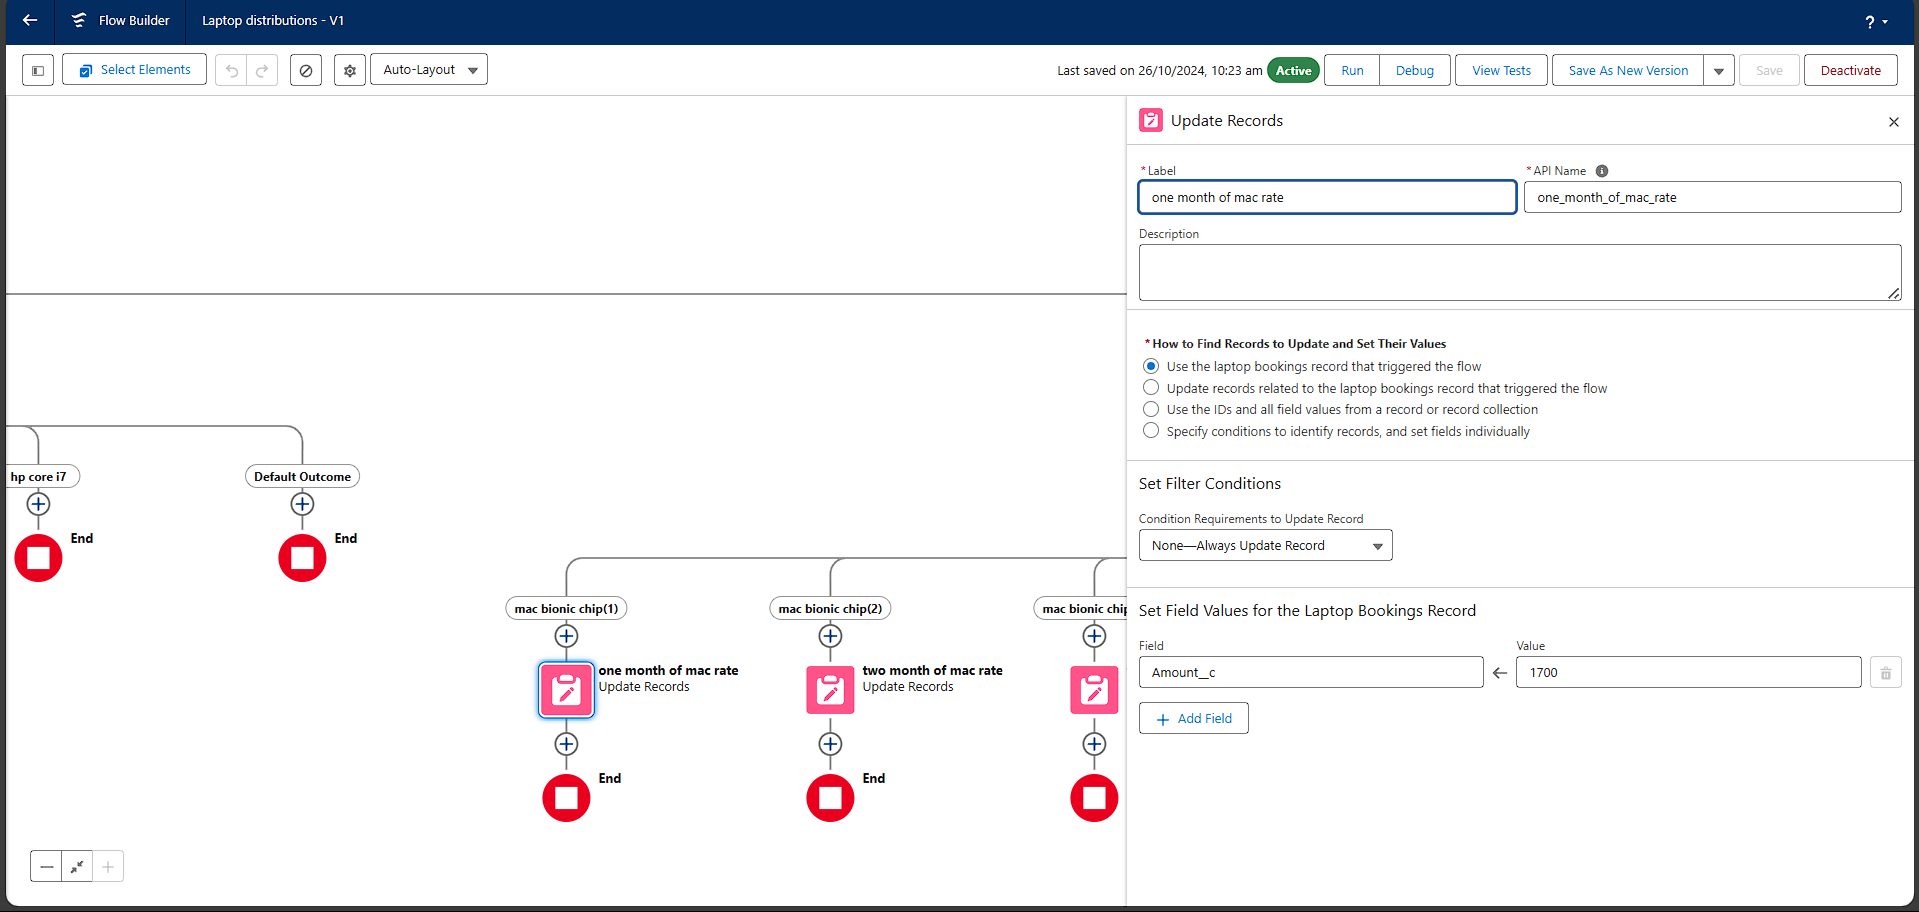 Flow Builder
Laptop distributions - V1
?
Select Elements
Auto-Layout
Last saved on 26/10/2024, 10:23 am
Active
Run
Debug
View Tests
Save As New Version
Save
Deactivate
Update Records
* Label
one month of mac rate
* API Name
one_month_of_mac_rate
Description
* How to Find Records to Update and Set Their Values
Use the laptop bookings record that triggered the flow
Update records related to the laptop bookings record that triggered the flow
Use the IDs and all field values from a record or record collection
Specify conditions to identify records, and set fields individually
Set Filter Conditions
Condition Requirements to Update Record
None—Always Update Record
Set Field Values for the Laptop Bookings Record
Field
Amount__c
Value
1700
Add Field
hp core i7
Default Outcome
End
End
mac bionic chip(1)
mac bionic chip(2)
mac bionic chip
one month of mac rate
Update Records
two month of mac rate
Update Records
End
End